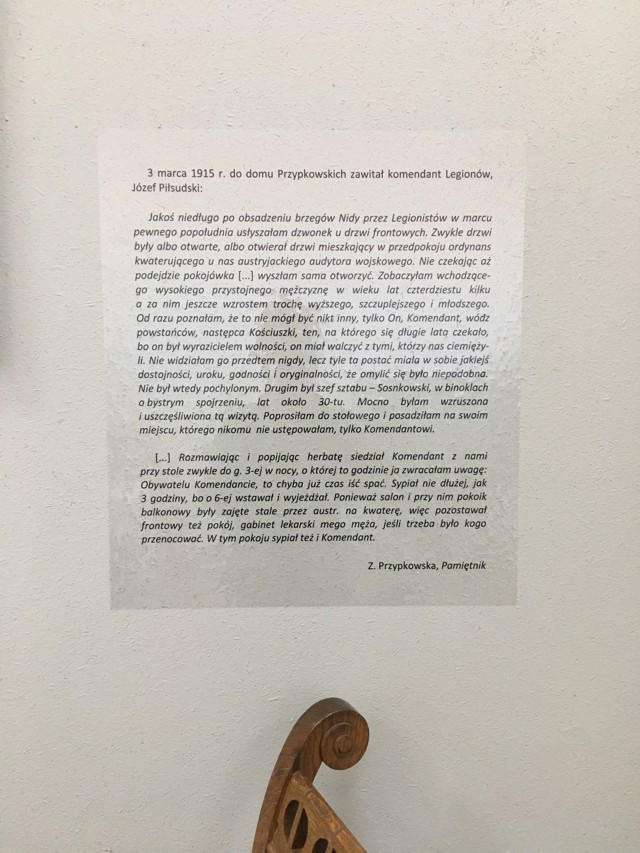 3 marca 1915 r. do domu Przypkowskich zawitał komendant Legionów,
Józef Piłsudski:
Jakoś niedługo po obsadzeniu brzegów Nidy przez Legionistów w marcu
pewnego popołudnia usłyszałam dzwonek u drzwi frontowych. Zwykle drzwi
były albo otwarte, albo otwierał drzwi mieszkający w przedpokoju ordynans
kwaterującego u nas austryjackiego audytora wojskowego. Nie czekając aż
podejdzie pokojówka [...] wyszłam sama otworzyć. Zobaczyłam wchodzące-
go wysokiego przystojnego mężczyznę w wieku lat czterdziestu kilku
a za nim jeszcze wzrostem trochę wyższego, szczuplejszego i młodszego.
Od razu poznałam, że to nie mógł być nikt inny, tylko On, Komendant, wódz
powstańców, następca Kościuszki, ten, na którego się długie lata czekało,
bo on był wyrazicielem wolności, on miał walczyć z tymi, którzy nas ciemięży-
li. Nie widziałam go przedtem nigdy, lecz tyle ta postać miała w sobie jakiejś
dostojności, uroku, godności i oryginalności, że omylić się było niepodobna.
Nie był wtedy pochylonym. Drugim był szef sztabu – Sosnkowski, w binoklach
o bystrym spojrzeniu, lat około 30-tu. Mocno byłam wzruszona
i uszczęśliwiona tą wizytą. Poprosiłam do stołowego i posadziłam na swoim
miejscu, którego nikomu nie ustępowałam, tylko Komendantowi.
[...] Rozmawiając i popijając herbatę siedział Komendant z nami
przy stole zwykle do g. 3-ej w nocy, o której to godzinie ja zwracałam uwagę:
Obywatelu Komendancie, to chyba już czas iść spać. Sypiał nie dłużej, jak
3 godziny, bo o 6-ej wstawał i wyjeżdżał. Ponieważ salon i przy nim pokoik
balkonowy były zajęte stale przez austr. na kwaterę, więc pozostawał
frontowy też pokój, gabinet lekarski mego męża, jeśli trzeba było kogo
przenocować. W tym pokoju sypiał też i Komendant.
Z. Przypkowska, Pamiętnik